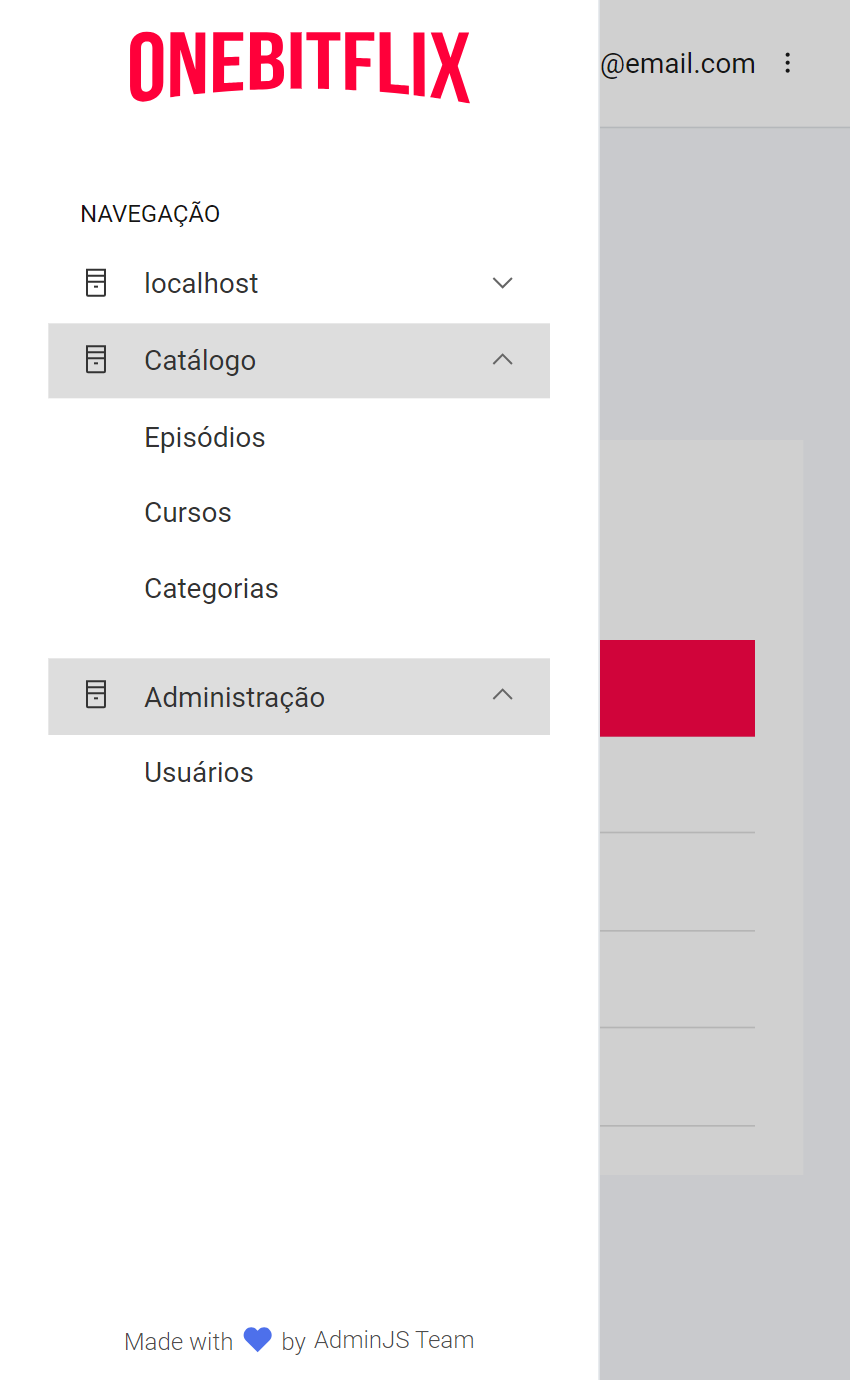 ONEBITFLIX
@email.com
NAVEGAÇÃO
localhost
Catálogo
Episódios
Cursos
Categorias
Administração
Usuários
Made with by AdminJS Team